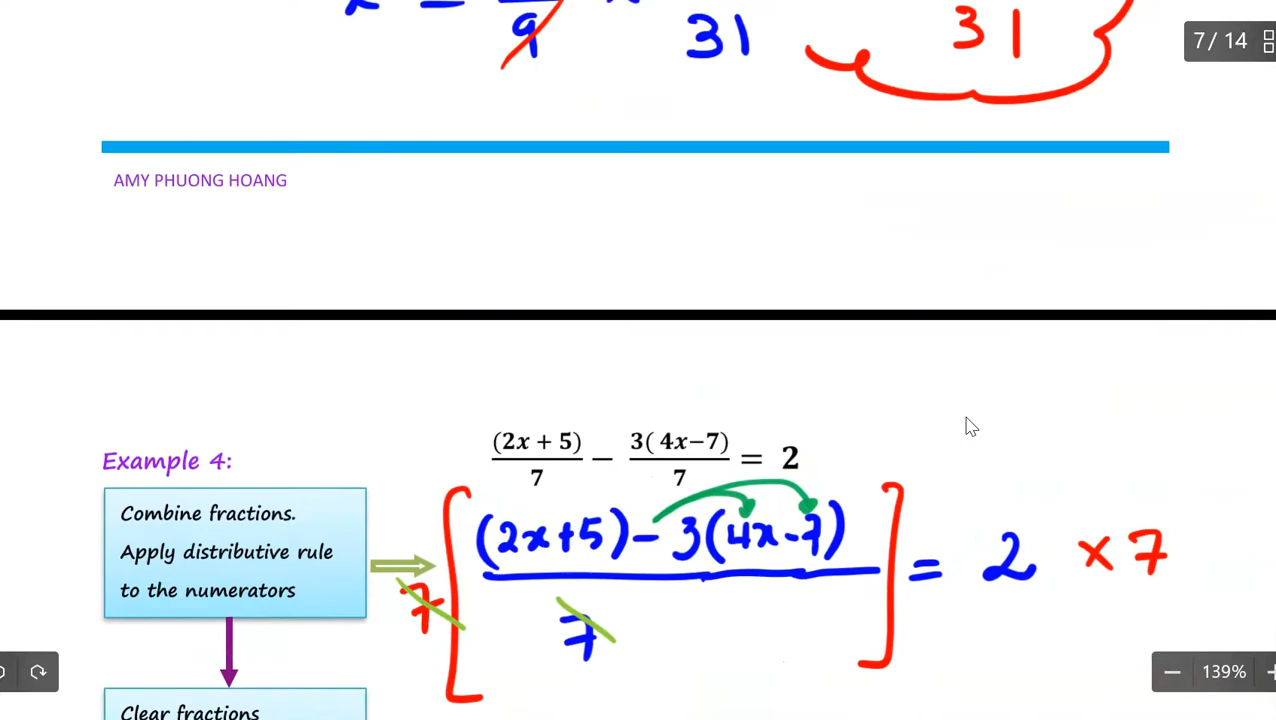 9 31 31
7 / 14
AMY PHUONG HOANG
Example 4:
(2x + 5)/7 − 3( 4x−7)/7 = 2
Combine fractions.
Apply distributive rule
to the numerators
7 [ (2x+5) − 3(4x-7) / 7 ] = 2 × 7
139%
Clear fractions